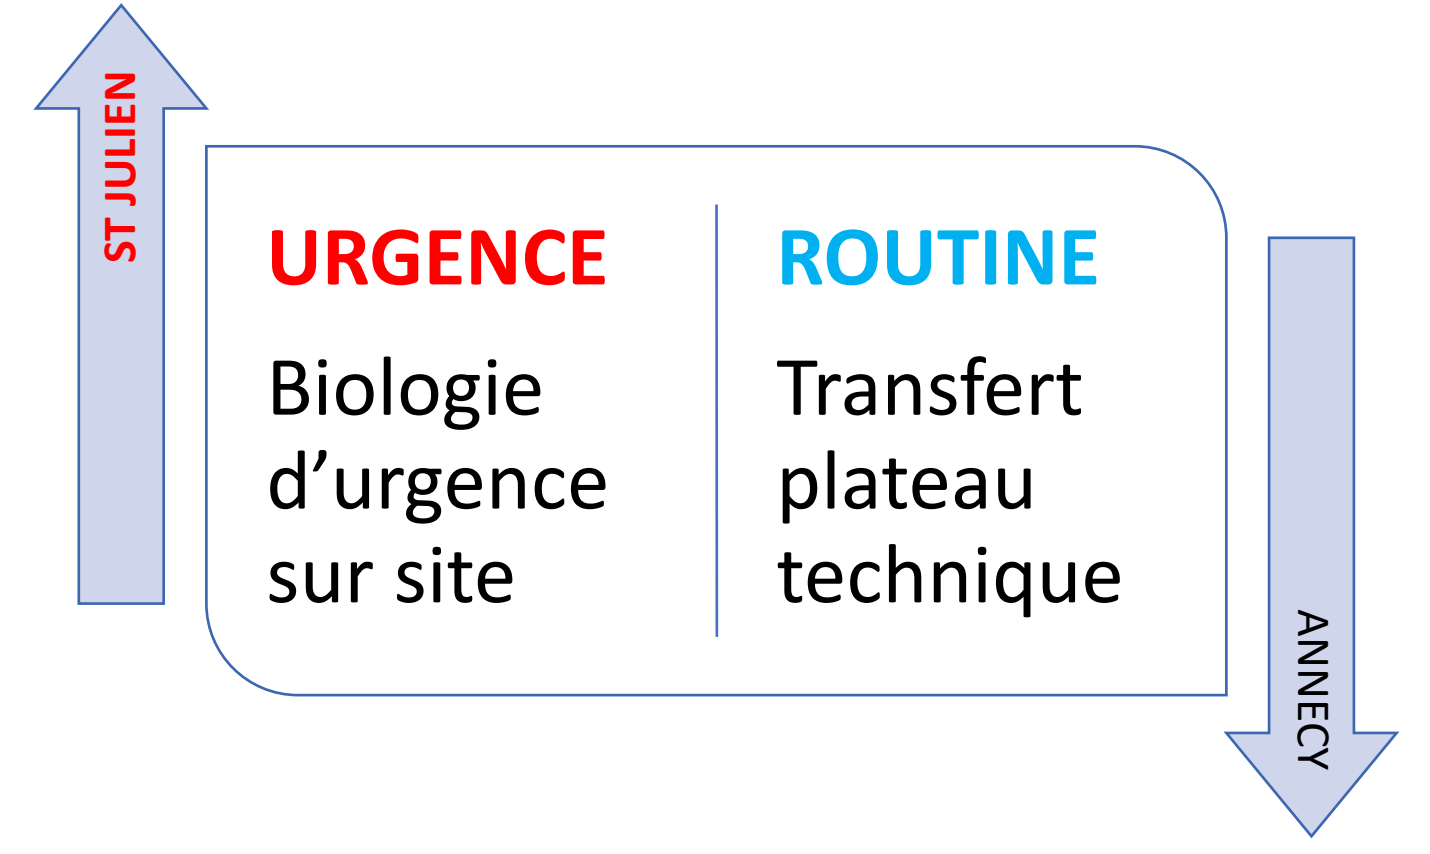 ST JULIEN
URGENCE
Biologie
d’urgence
sur site
ROUTINE
Transfert
plateau
technique
ANNECY